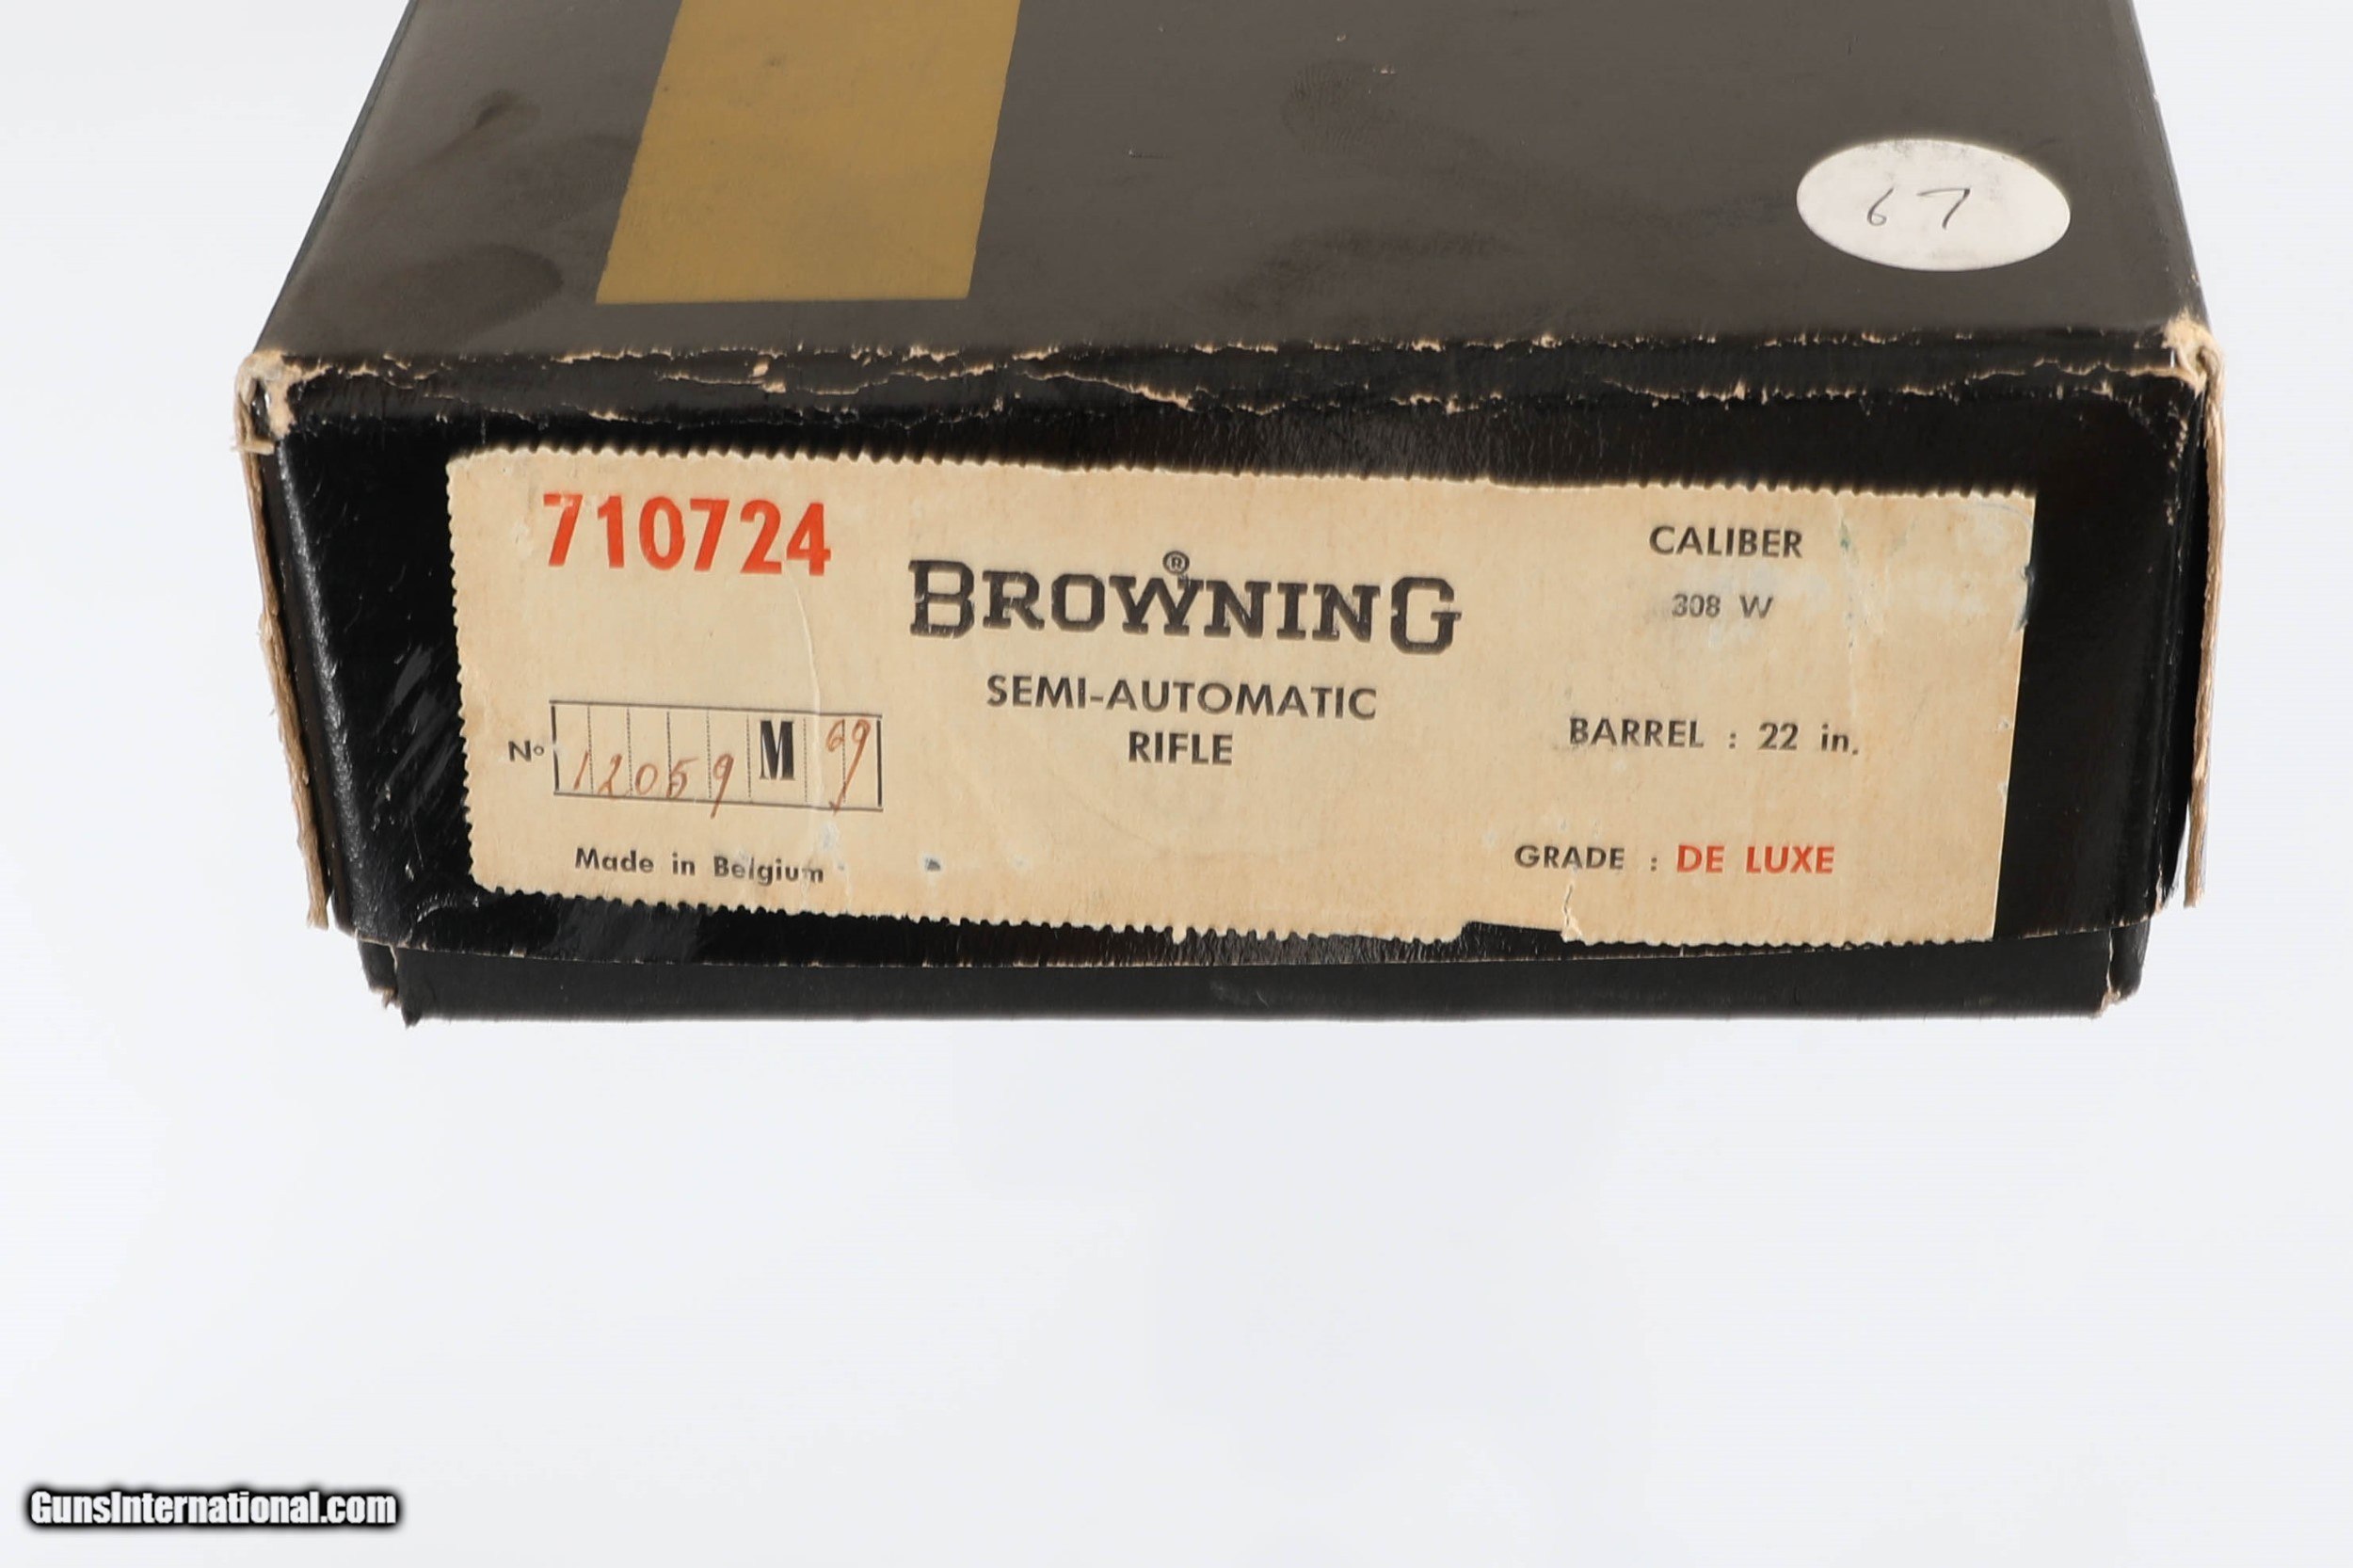 67
710724
BROWNING®
SEMI-AUTOMATIC
RIFLE
CALIBER
308 W
BARREL : 22 in.
GRADE : DE LUXE
Nº 12059 M 69
Made in Belgium
GunsInternational.com